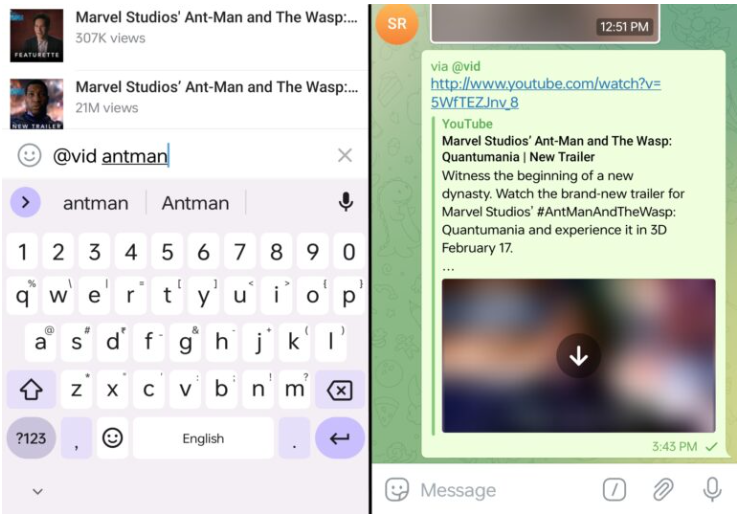 Marvel Studios' Ant-Man and The Wasp:...
307K views
FEATURETTE
Marvel Studios' Ant-Man and The Wasp:...
21M views
NEW TRAILER
@vid antman
antman Antman
1 2 3 4 5 6 7 8 9 0
q% w\ e| r= t[ y] u< i> o{ p}
a@ s# d₹ f- g& h- j+ k( l)
z* x" c' v: b; n! m?
?123 , English .
SR
12:51 PM
via @vid
http://www.youtube.com/watch?v=
5WfTEZJnv_8
YouTube
Marvel Studios' Ant-Man and The Wasp:
Quantumania | New Trailer
Witness the beginning of a new
dynasty. Watch the brand-new trailer for
Marvel Studios' #AntManAndTheWasp:
Quantumania and experience it in 3D
February 17.
...
3:43 PM
Message
/